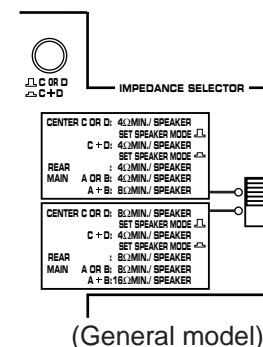 C OR D
C+D
IMPEDANCE SELECTOR
CENTER C OR D: 4ΩMIN./ SPEAKER
SET SPEAKER MODE
C + D: 4ΩMIN./ SPEAKER
SET SPEAKER MODE
REAR : 4ΩMIN./ SPEAKER
MAIN A OR B: 4ΩMIN./ SPEAKER
A + B: 8ΩMIN./ SPEAKER
CENTER C OR D: 8ΩMIN./ SPEAKER
SET SPEAKER MODE
C + D: 4ΩMIN./ SPEAKER
SET SPEAKER MODE
REAR : 8ΩMIN./ SPEAKER
MAIN A OR B: 8ΩMIN./ SPEAKER
A + B:16ΩMIN./ SPEAKER
(General model)